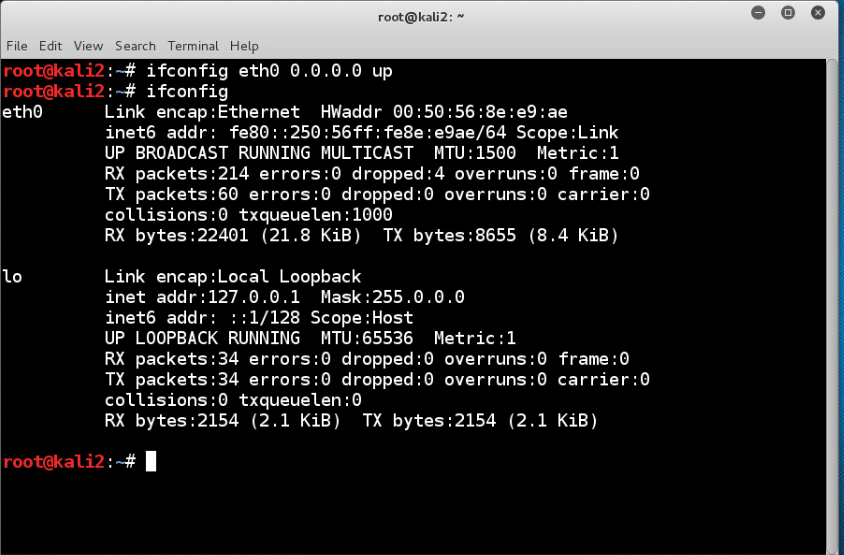 root@kali2: ~
File Edit View Search Terminal Help
root@kali2:~# ifconfig eth0 0.0.0.0 up
root@kali2:~# ifconfig
eth0      Link encap:Ethernet  HWaddr 00:50:56:8e:e9:ae
          inet6 addr: fe80::250:56ff:fe8e:e9ae/64 Scope:Link
          UP BROADCAST RUNNING MULTICAST  MTU:1500  Metric:1
          RX packets:214 errors:0 dropped:4 overruns:0 frame:0
          TX packets:60 errors:0 dropped:0 overruns:0 carrier:0
          collisions:0 txqueuelen:1000
          RX bytes:22401 (21.8 KiB)  TX bytes:8655 (8.4 KiB)
lo        Link encap:Local Loopback
          inet addr:127.0.0.1  Mask:255.0.0.0
          inet6 addr: ::1/128 Scope:Host
          UP LOOPBACK RUNNING  MTU:65536  Metric:1
          RX packets:34 errors:0 dropped:0 overruns:0 frame:0
          TX packets:34 errors:0 dropped:0 overruns:0 carrier:0
          collisions:0 txqueuelen:0
          RX bytes:2154 (2.1 KiB)  TX bytes:2154 (2.1 KiB)
root@kali2:~#